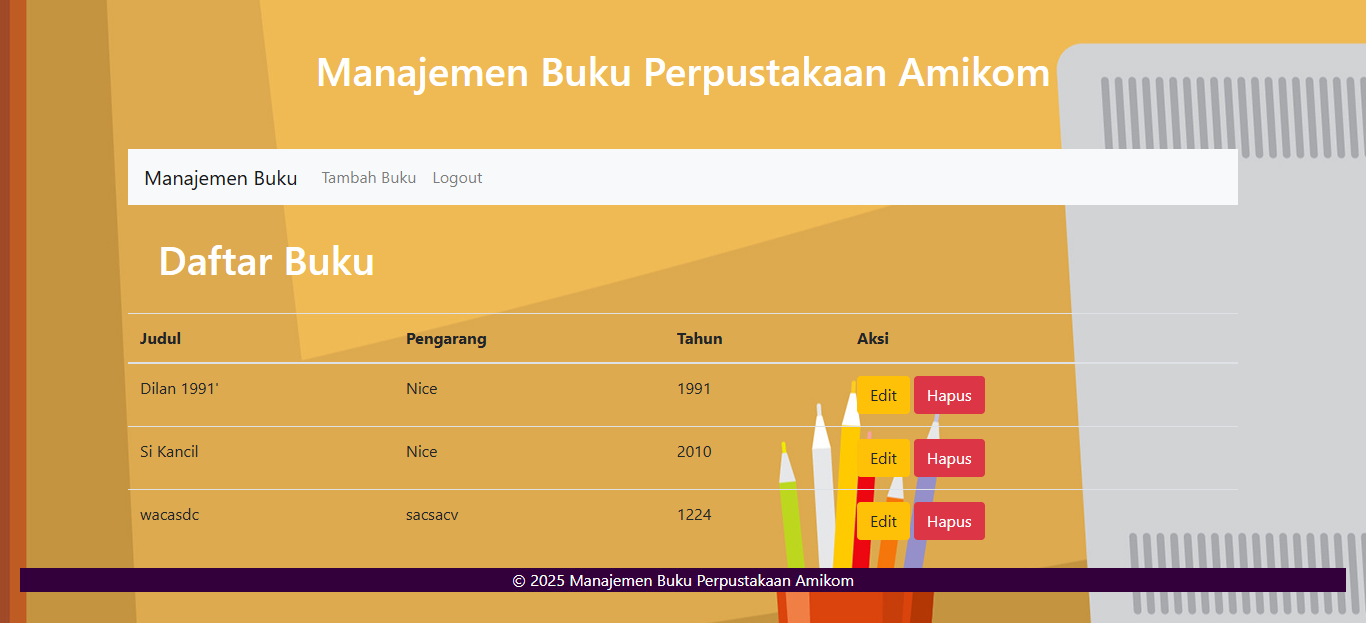 Manajemen Buku Perpustakaan Amikom
Manajemen Buku Tambah Buku Logout
Daftar Buku
Judul Pengarang Tahun Aksi
Dilan 1991' Nice 1991 Edit Hapus
Si Kancil Nice 2010 Edit Hapus
wacasdc sacsacv 1224 Edit Hapus
© 2025 Manajemen Buku Perpustakaan Amikom